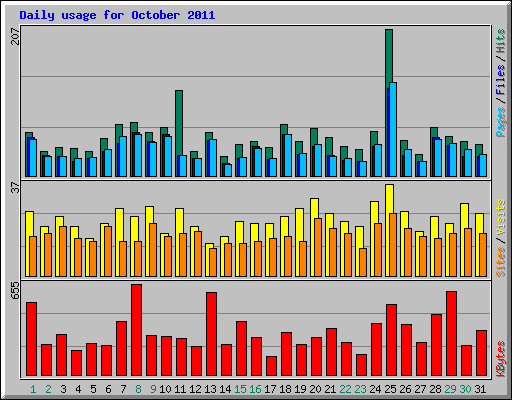 Daily usage for October 2011
207
Pages / Files / Hits
37
Sites / Visits
655
KBytes
1 2 3 4 5 6 7 8 9 10 11 12 13 14 15 16 17 18 19 20 21 22 23 24 25 26 27 28 29 30 31